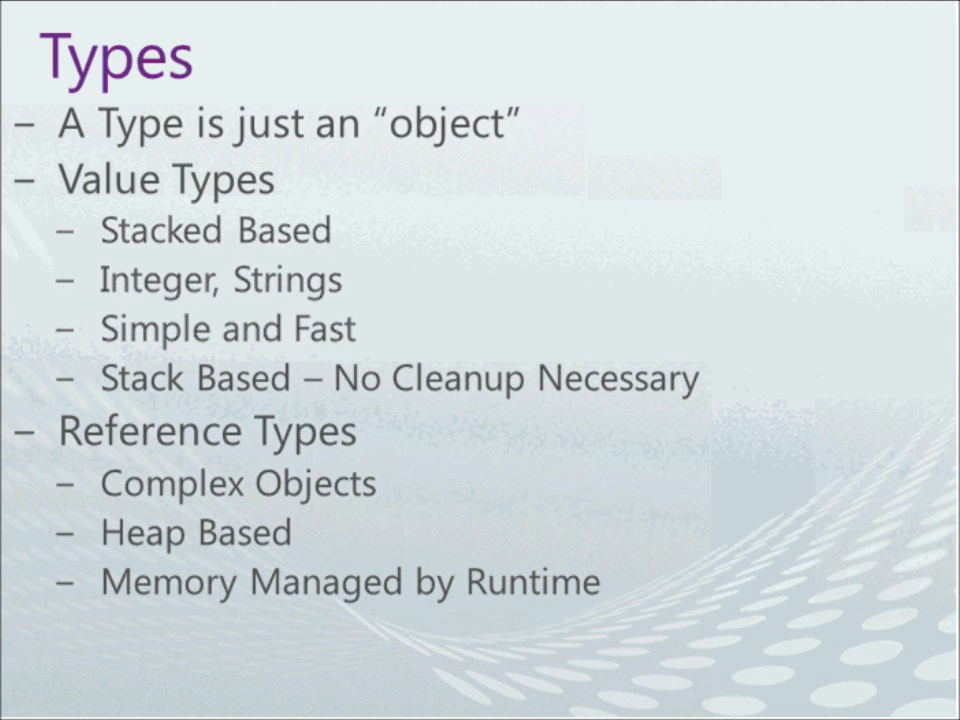 Types
– A Type is just an “object”
– Value Types
– Stacked Based
– Integer, Strings
– Simple and Fast
– Stack Based – No Cleanup Necessary
– Reference Types
– Complex Objects
– Heap Based
– Memory Managed by Runtime